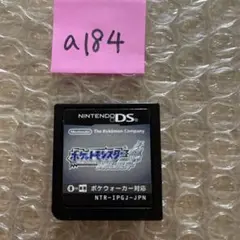 a184
NINTENDO DS
Nintendo
The Pokémon Company
ポケットモンスター
ポケウォーカー対応
NTR-IPGJ-JPN